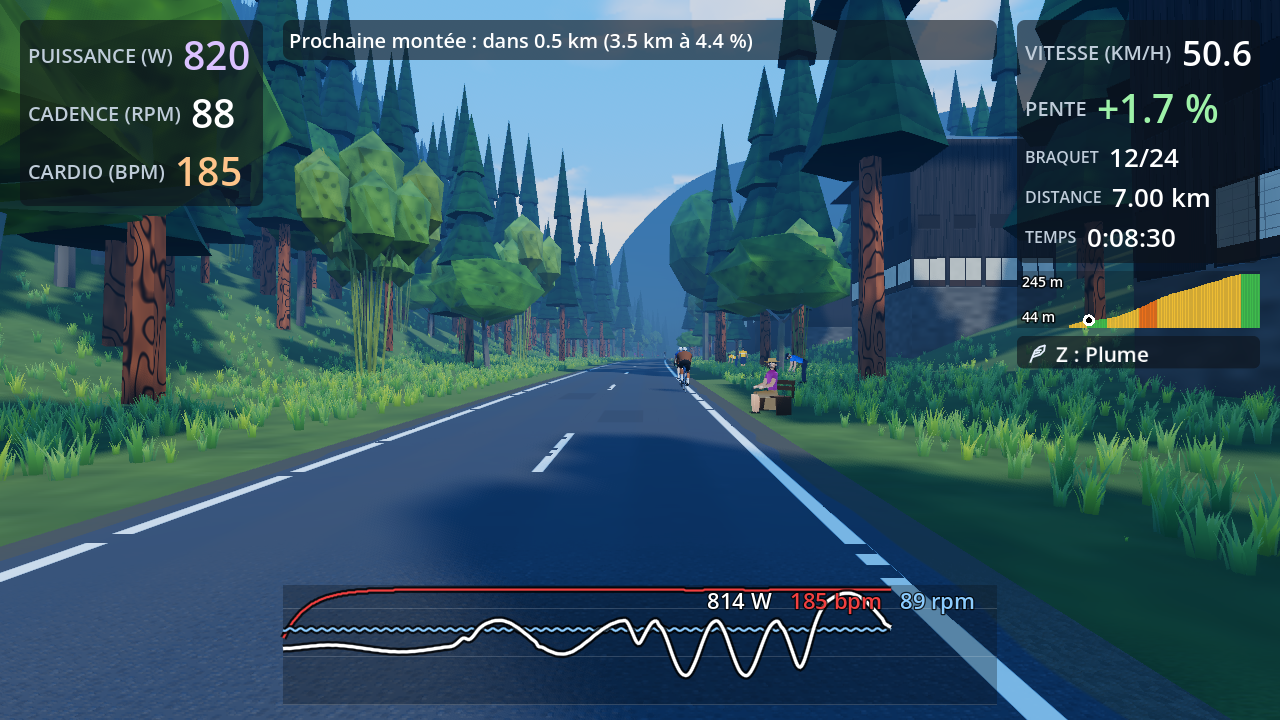 PUISSANCE (W) 820
CADENCE (RPM) 88
CARDIO (BPM) 185
Prochaine montée : dans 0.5 km (3.5 km à 4.4 %)
VITESSE (KM/H) 50.6
PENTE +1.7 %
BRAQUET 12/24
DISTANCE 7.00 km
TEMPS 0:08:30
245 m
44 m
Z : Plume
814 W 185 bpm 89 rpm